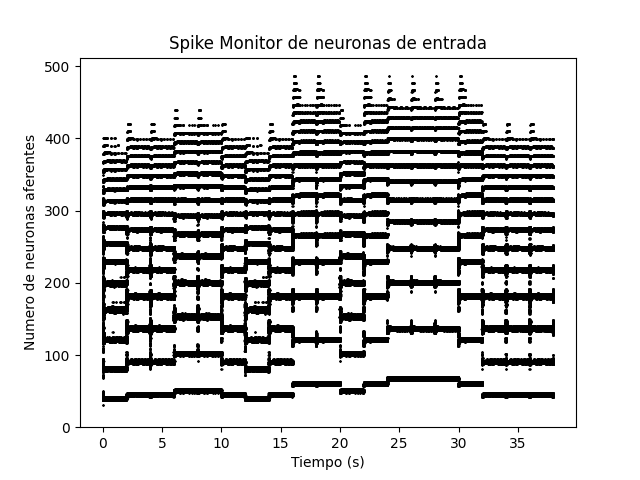 Spike Monitor de neuronas de entrada
500
400
300
200
100
0
Numero de neuronas aferentes
0 5 10 15 20 25 30 35
Tiempo (s)